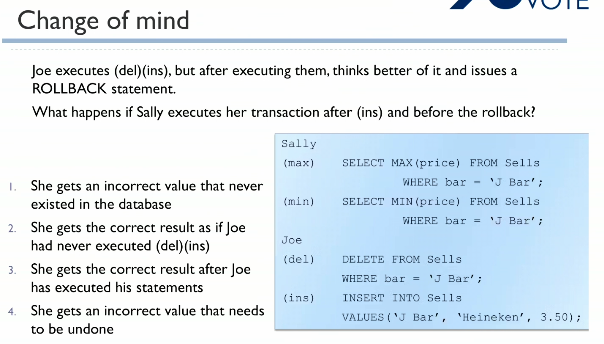 VOTE
Change of mind
Joe executes (del)(ins), but after executing them, thinks better of it and issues a
ROLLBACK statement.
What happens if Sally executes her transaction after (ins) and before the rollback?
1. She gets an incorrect value that never
existed in the database
2. She gets the correct result as if Joe
had never executed (del)(ins)
3. She gets the correct result after Joe
has executed his statements
4. She gets an incorrect value that needs
to be undone
Sally
(max) SELECT MAX(price) FROM Sells
WHERE bar = ‘J Bar’;
(min) SELECT MIN(price) FROM Sells
WHERE bar = ‘J Bar’;
Joe
(del) DELETE FROM Sells
WHERE bar = ‘J Bar’;
(ins) INSERT INTO Sells
VALUES(‘J Bar’, ‘Heineken’, 3.50);